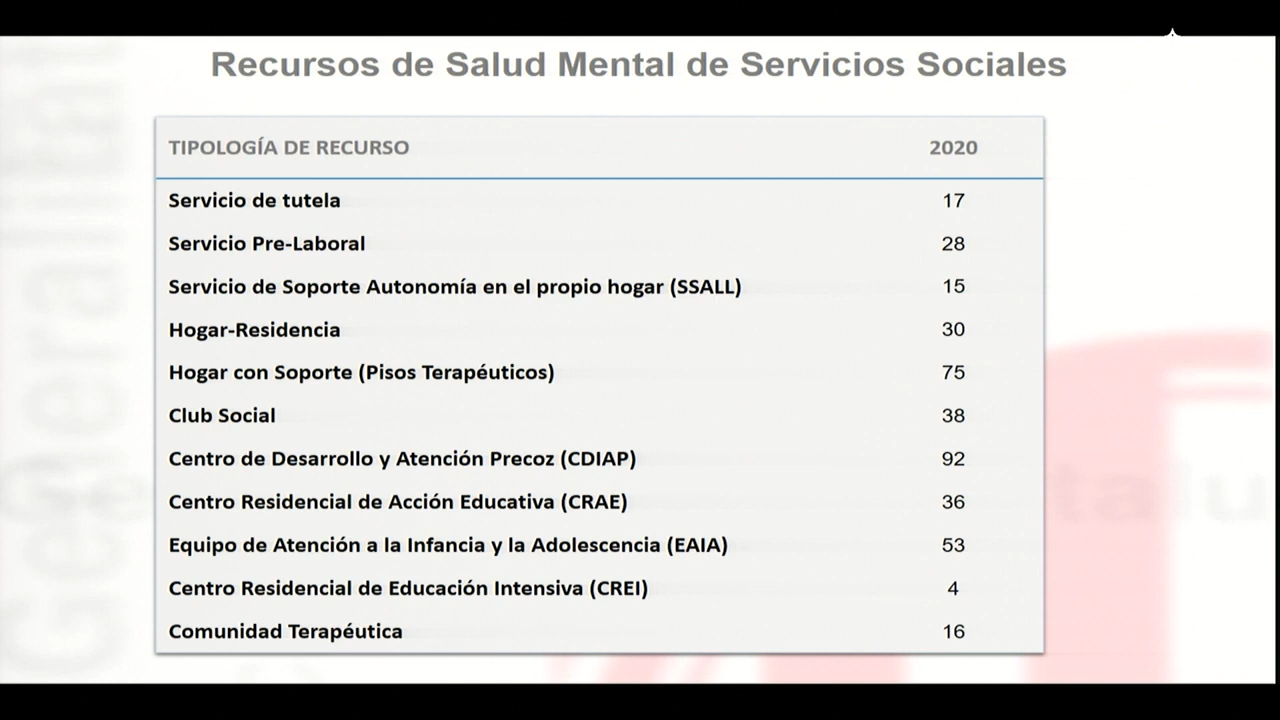 Recursos de Salud Mental de Servicios Sociales
TIPOLOGÍA DE RECURSO 2020
Servicio de tutela 17
Servicio Pre-Laboral 28
Servicio de Soporte Autonomía en el propio hogar (SSALL) 15
Hogar-Residencia 30
Hogar con Soporte (Pisos Terapéuticos) 75
Club Social 38
Centro de Desarrollo y Atención Precoz (CDIAP) 92
Centro Residencial de Acción Educativa (CRAE) 36
Equipo de Atención a la Infancia y la Adolescencia (EAIA) 53
Centro Residencial de Educación Intensiva (CREI) 4
Comunidad Terapéutica 16